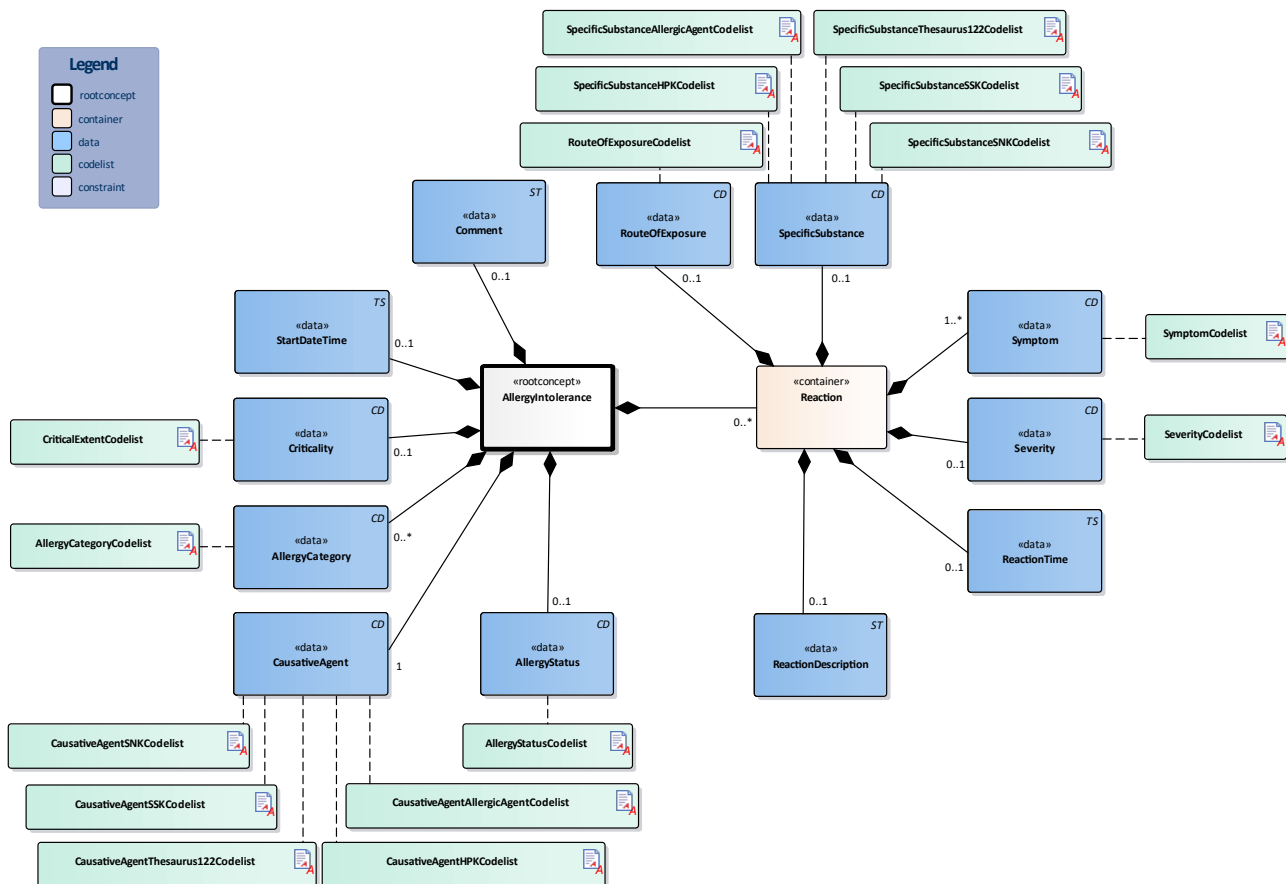 Legend
rootconcept
container
data
codelist
constraint
SpecificSubstanceAllergicAgentCodelist
SpecificSubstanceThesaurus122Codelist
SpecificSubstanceHPKCodelist
SpecificSubstanceSSKCodelist
RouteOfExposureCodelist
SpecificSubstanceSNKCodelist
ST
«data»
Comment
0..1
CD
«data»
RouteOfExposure
0..1
CD
«data»
SpecificSubstance
0..1
TS
«data»
StartDateTime
0..1
CD
«data»
Symptom
1..*
SymptomCodelist
«rootconcept»
AllergyIntolerance
«container»
Reaction
0..*
CriticalExtentCodelist
CD
«data»
Criticality
0..1
CD
«data»
Severity
0..1
SeverityCodelist
AllergyCategoryCodelist
CD
«data»
AllergyCategory
0..*
TS
«data»
ReactionTime
0..1
CD
«data»
CausativeAgent
1
0..1
CD
«data»
AllergyStatus
0..1
ST
«data»
ReactionDescription
CausativeAgentSNKCodelist
AllergyStatusCodelist
CausativeAgentSSKCodelist
CausativeAgentAllergicAgentCodelist
CausativeAgentThesaurus122Codelist
CausativeAgentHPKCodelist